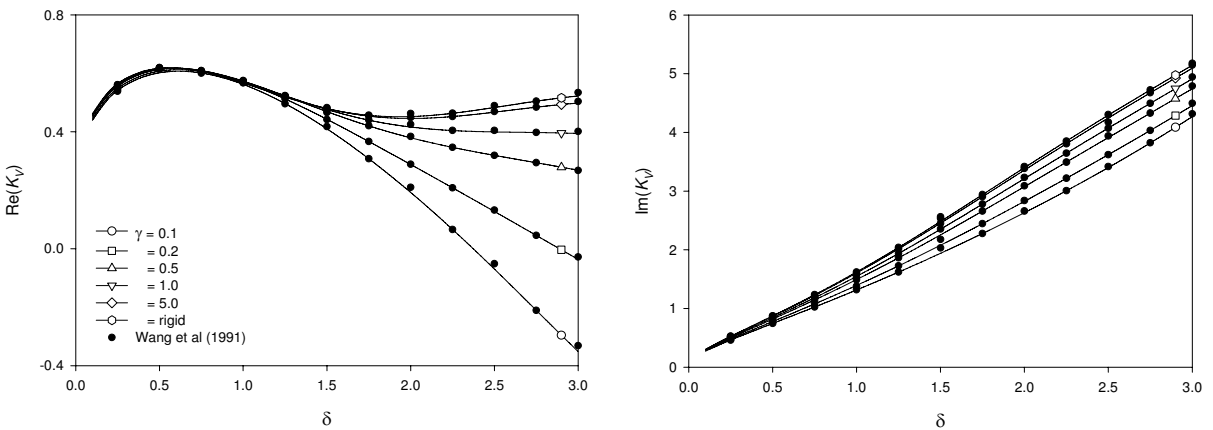 0.8
0.4
0.0
-0.4
Re(Kv)
γ = 0.1
= 0.2
= 0.5
= 1.0
= 5.0
= rigid
Wang et al (1991)
0.0 0.5 1.0 1.5 2.0 2.5 3.0
δ
6
5
4
3
2
1
0
Im(Kv)
0.0 0.5 1.0 1.5 2.0 2.5 3.0
δ